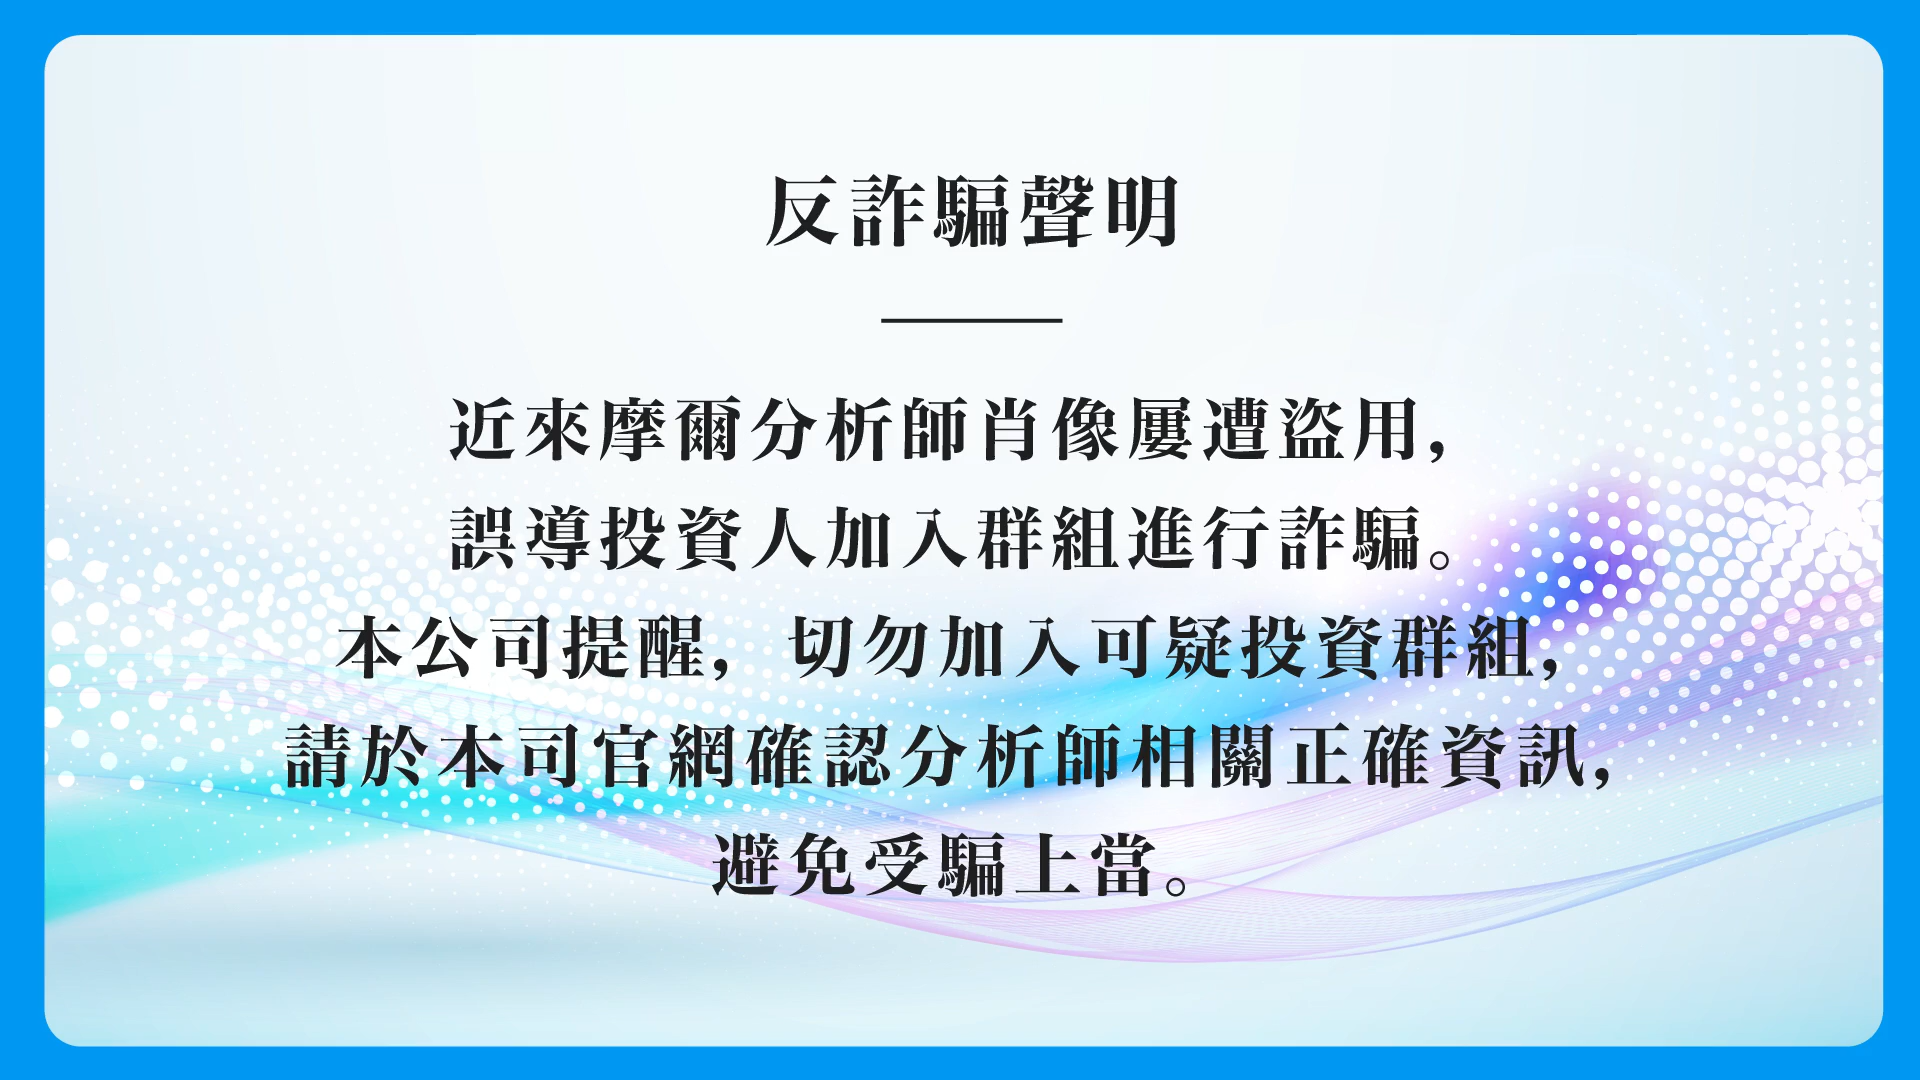 反詐騙聲明
近來摩爾分析師肖像屢遭盜用，
誤導投資人加入群組進行詐騙。
本公司提醒，切勿加入可疑投資群組，
請於本司官網確認分析師相關正確資訊，
避免受騙上當。